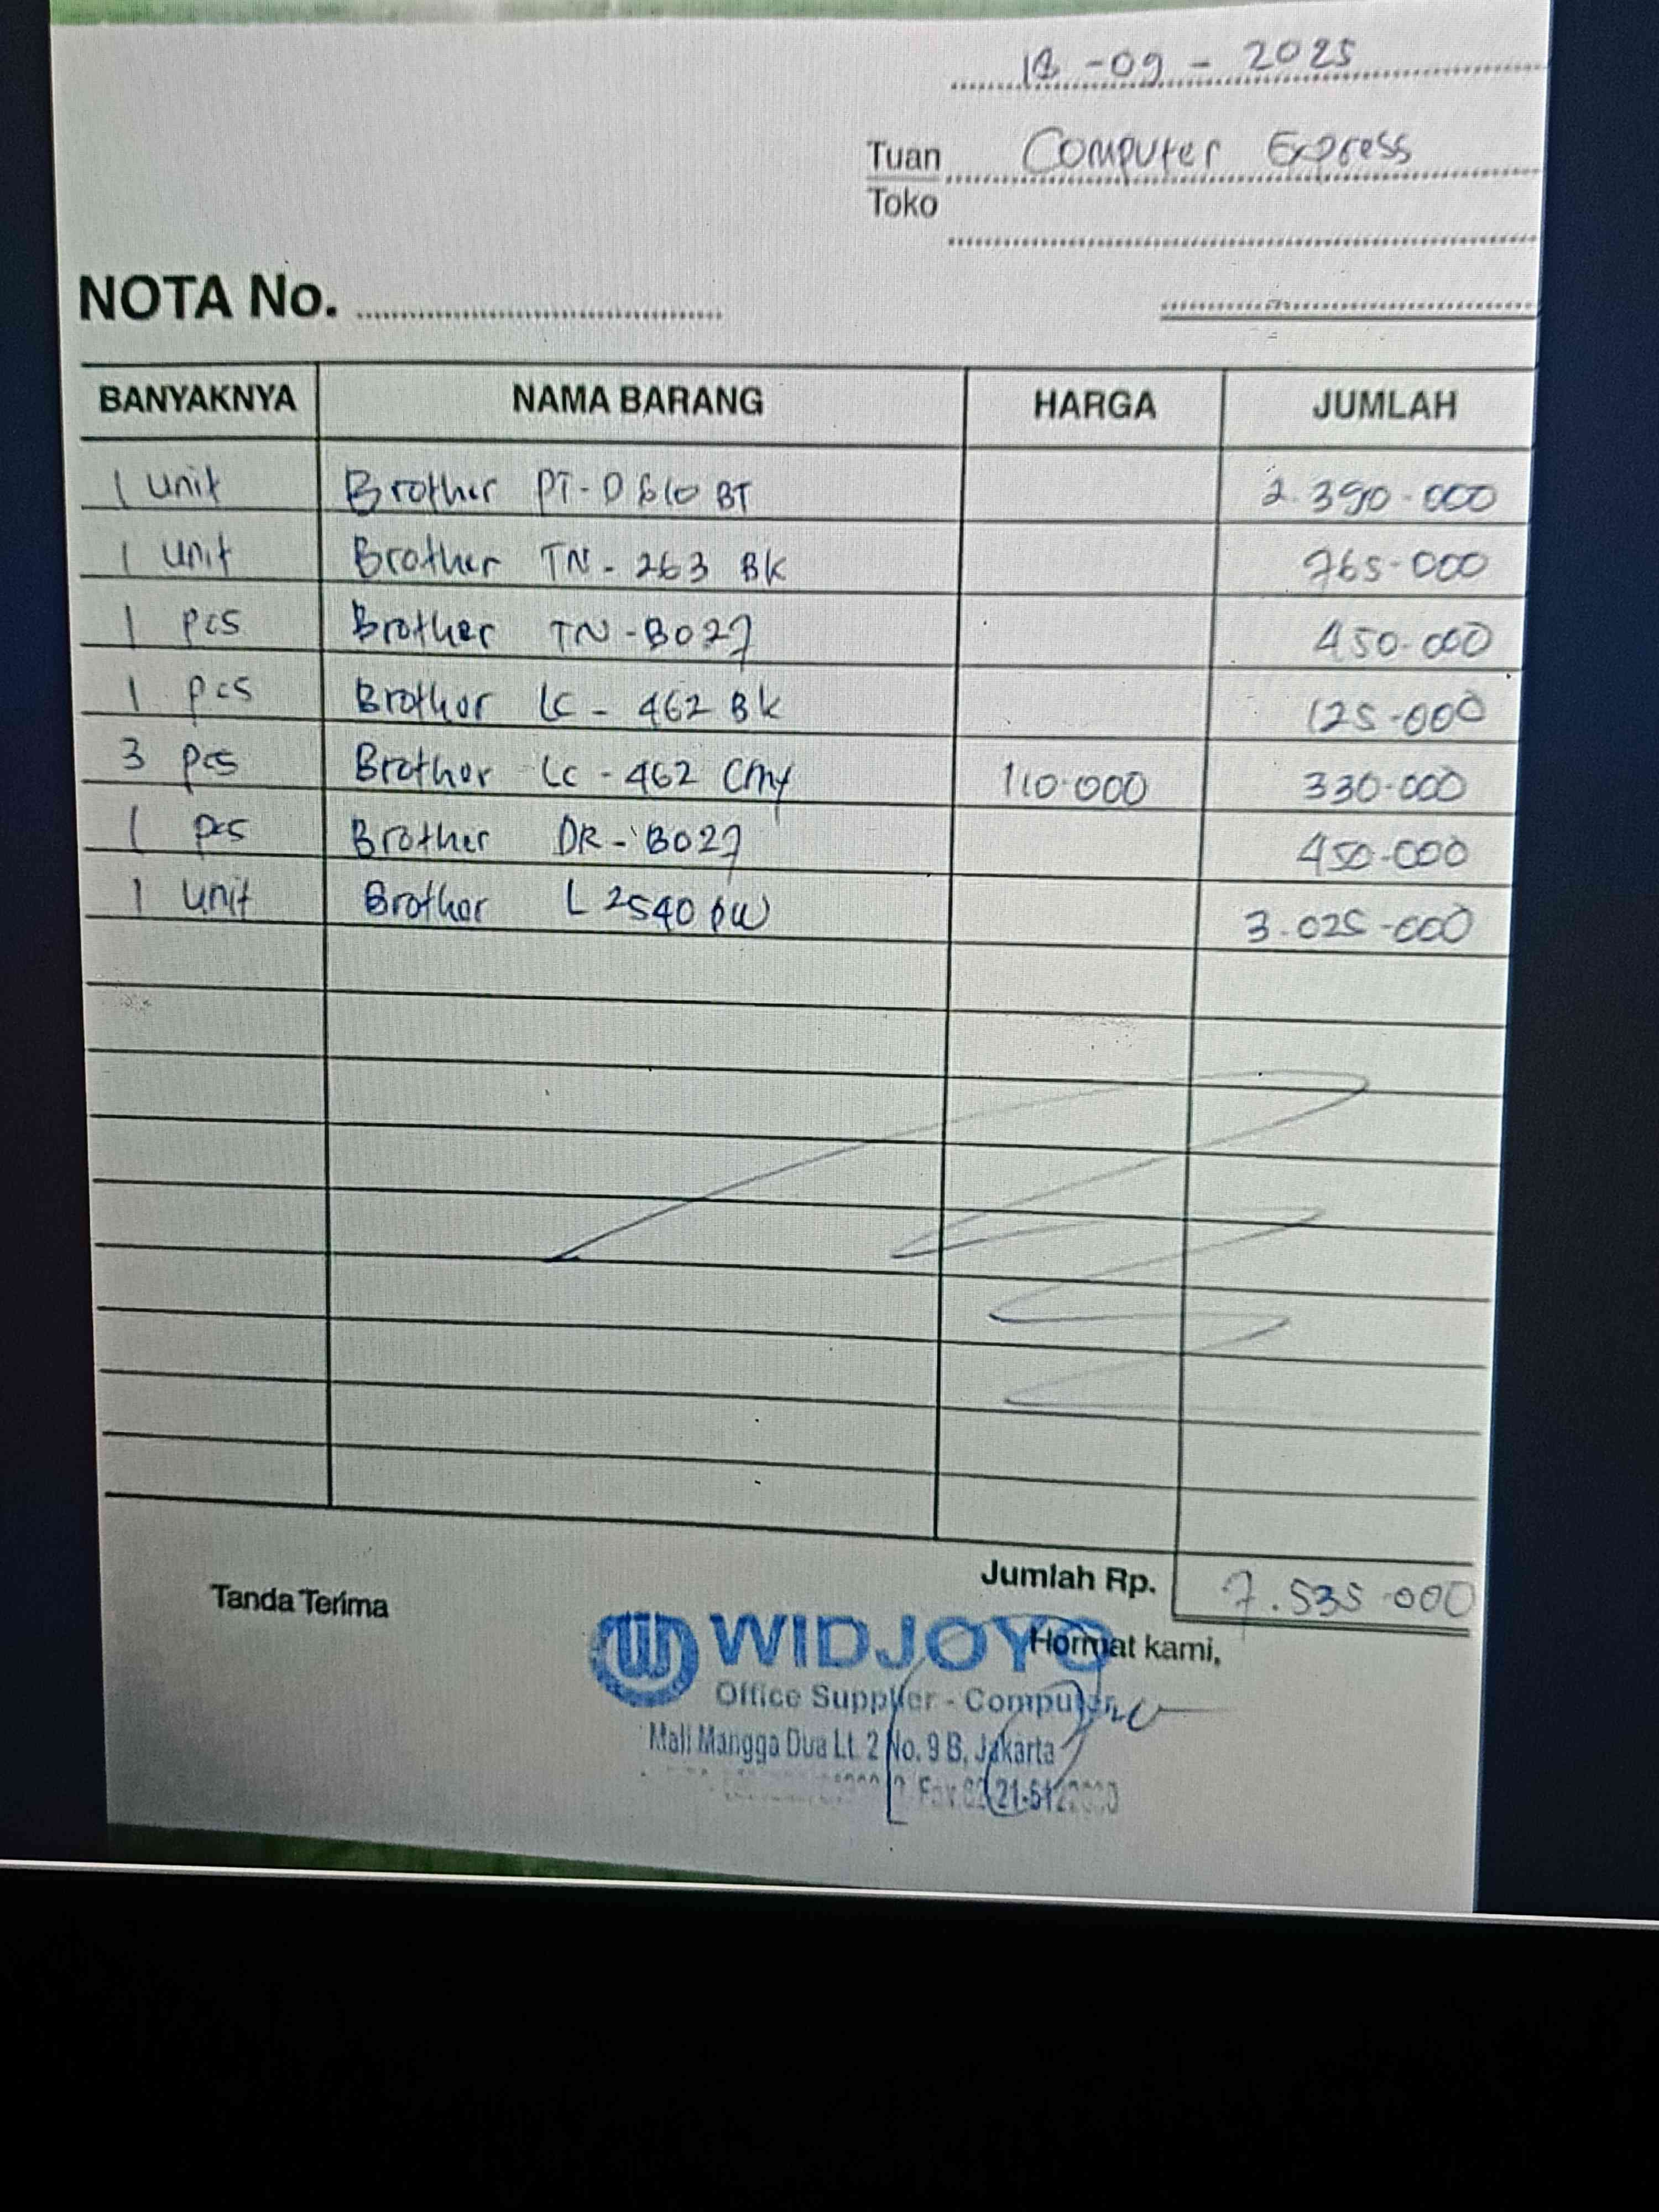 18 -09 - 2025
Tuan Computer Express
Toko
NOTA No.
BANYAKNYA NAMA BARANG HARGA JUMLAH
1 unit Brother PT-D610 BT 2.390.000
1 unit Brother TN-263 BK 765.000
1 pcs Brother TN-B027 450.000
1 pcs Brother LC-462 BK 125.000
3 pcs Brother LC-462 CMY 110.000 330.000
1 pcs Brother DR-B027 450.000
1 unit Brother L2540DW 3.025.000
Jumlah Rp. 7.535.000
Tanda Terima
Hormat kami,
WIDJOYO
Office Supplier - Computer
Mall Mangga Dua Lt. 2 No. 9 B, Jakarta